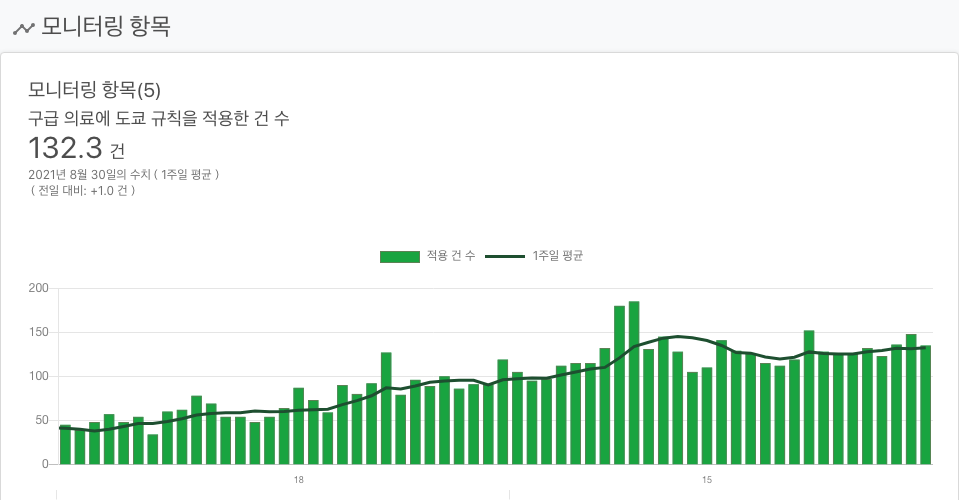 모니터링 항목
모니터링 항목(5)
구급 의료에 도쿄 규칙을 적용한 건 수
132.3 건
2021년 8월 30일의 수치 ( 1주일 평균 )
( 전일 대비: +1.0 건 )
적용 건 수 1주일 평균
200
150
100
50
0
18 15